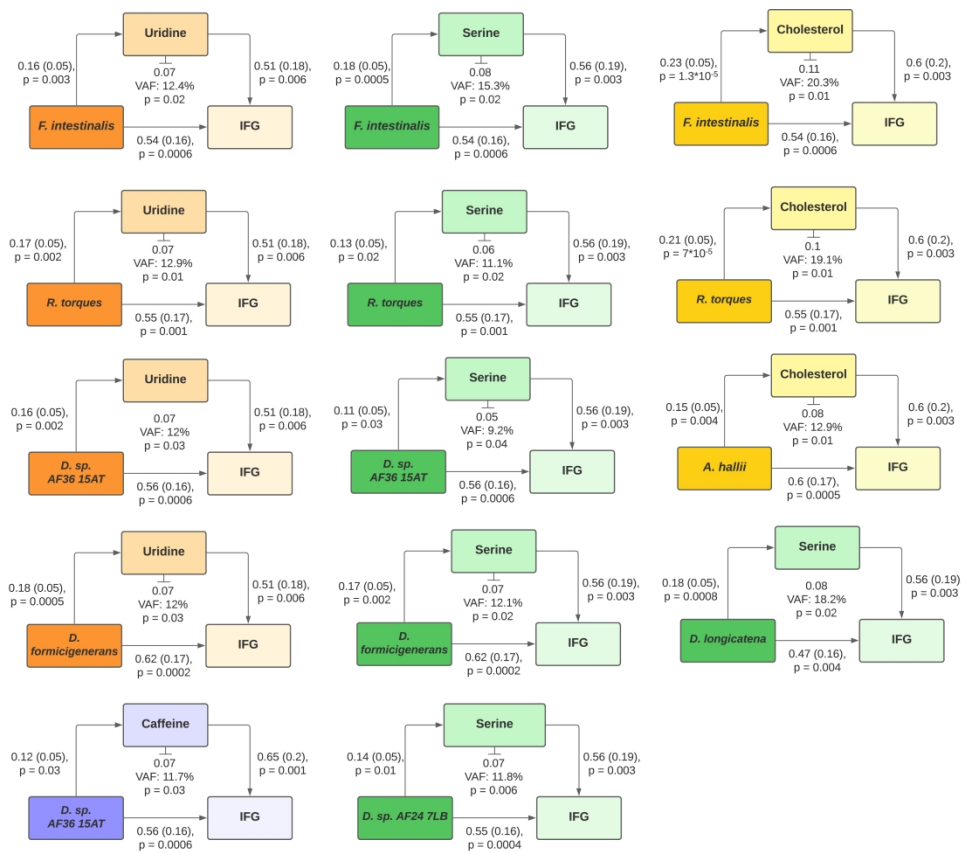 Uridine
0.16 (0.05),
p = 0.003
0.07
VAF: 12.4%
p = 0.02
0.51 (0.18),
p = 0.006
F. intestinalis
IFG
0.54 (0.16)
p = 0.0006
Serine
0.18 (0.05),
p = 0.0005
0.08
VAF: 15.3%
p = 0.02
0.56 (0.19),
p = 0.003
F. intestinalis
IFG
0.54 (0.16)
p = 0.0006
Cholesterol
0.23 (0.05),
p = 1.3*10-5
0.11
VAF: 20.3%
p = 0.01
0.6 (0.2),
p = 0.003
F. intestinalis
IFG
0.54 (0.16)
p = 0.0006
Uridine
0.17 (0.05),
p = 0.002
0.07
VAF: 12.9%
p = 0.01
0.51 (0.18),
p = 0.006
R. torques
IFG
0.55 (0.17),
p = 0.001
Serine
0.13 (0.05),
p = 0.02
0.06
VAF: 11.1%
p = 0.02
0.56 (0.19),
p = 0.003
R. torques
IFG
0.55 (0.17),
p = 0.001
Cholesterol
0.21 (0.05),
p = 7*10-5
0.1
VAF: 19.1%
p = 0.01
0.6 (0.2),
p = 0.003
R. torques
IFG
0.55 (0.17),
p = 0.001
Uridine
0.16 (0.05),
p = 0.002
0.07
VAF: 12%
p = 0.03
0.51 (0.18),
p = 0.006
D. sp.
AF36 15AT
IFG
0.56 (0.16),
p = 0.0006
Serine
0.11 (0.05),
p = 0.03
0.05
VAF: 9.2%
p = 0.04
0.56 (0.19),
p = 0.003
D. sp.
AF36 15AT
IFG
0.56 (0.16),
p = 0.0006
Cholesterol
0.15 (0.05),
p = 0.004
0.08
VAF: 12.9%
p = 0.01
0.6 (0.2),
p = 0.003
A. hallii
IFG
0.6 (0.17),
p = 0.0005
Uridine
0.18 (0.05),
p = 0.0005
0.07
VAF: 12%
p = 0.03
0.51 (0.18),
p = 0.006
D.
formicigenerans
IFG
0.62 (0.17),
p = 0.0002
Serine
0.17 (0.05),
p = 0.002
0.07
VAF: 12.1%
p = 0.02
0.56 (0.19),
p = 0.003
D.
formicigenerans
IFG
0.62 (0.17),
p = 0.0002
Serine
0.18 (0.05),
p = 0.0008
0.08
VAF: 18.2%
p = 0.02
0.56 (0.19)
p = 0.003
D. longicatena
IFG
0.47 (0.16),
p = 0.004
Caffeine
0.12 (0.05),
p = 0.03
0.07
VAF: 11.7%
p = 0.03
0.65 (0.2),
p = 0.001
D. sp.
AF36 15AT
IFG
0.56 (0.16),
p = 0.0006
Serine
0.14 (0.05),
p = 0.01
0.07
VAF: 11.8%
p = 0.006
0.56 (0.19),
p = 0.003
D. sp. AF24 7LB
IFG
0.55 (0.16),
p = 0.0004